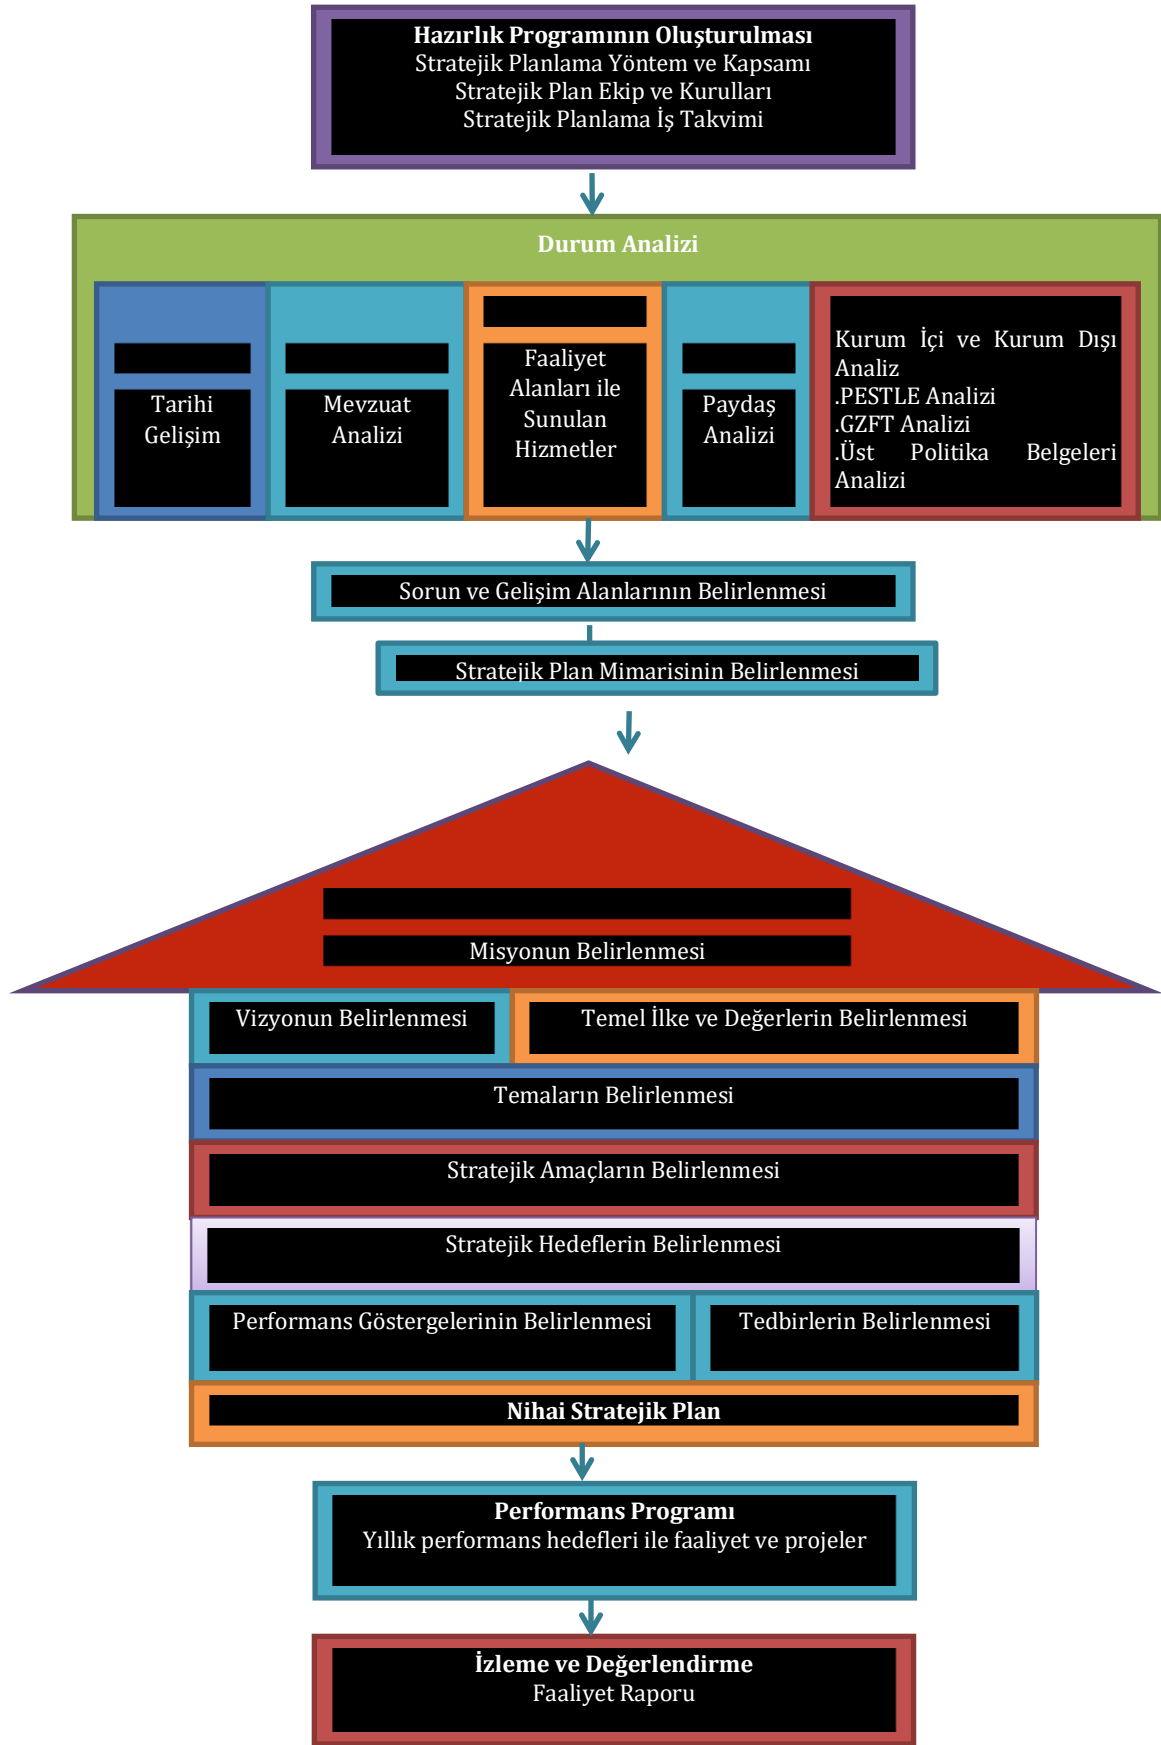 Hazırlık Programının Oluşturulması
Stratejik Planlama Yöntem ve Kapsamı
Stratejik Plan Ekip ve Kurulları
Stratejik Planlama İş Takvimi
Durum Analizi
Tarihi
Gelişim
Mevzuat
Analizi
Faaliyet
Alanları ile
Sunulan
Hizmetler
Paydaş
Analizi
Kurum İçi ve Kurum Dışı
Analiz
.PESTLE Analizi
.GZFT Analizi
.Üst Politika Belgeleri
Analizi
Sorun ve Gelişim Alanlarının Belirlenmesi
Stratejik Plan Mimarisinin Belirlenmesi
Misyonun Belirlenmesi
Vizyonun Belirlenmesi
Temel İlke ve Değerlerin Belirlenmesi
Temaların Belirlenmesi
Stratejik Amaçların Belirlenmesi
Stratejik Hedeflerin Belirlenmesi
Performans Göstergelerinin Belirlenmesi
Tedbirlerin Belirlenmesi
Nihai Stratejik Plan
Performans Programı
Yıllık performans hedefleri ile faaliyet ve projeler
İzleme ve Değerlendirme
Faaliyet Raporu